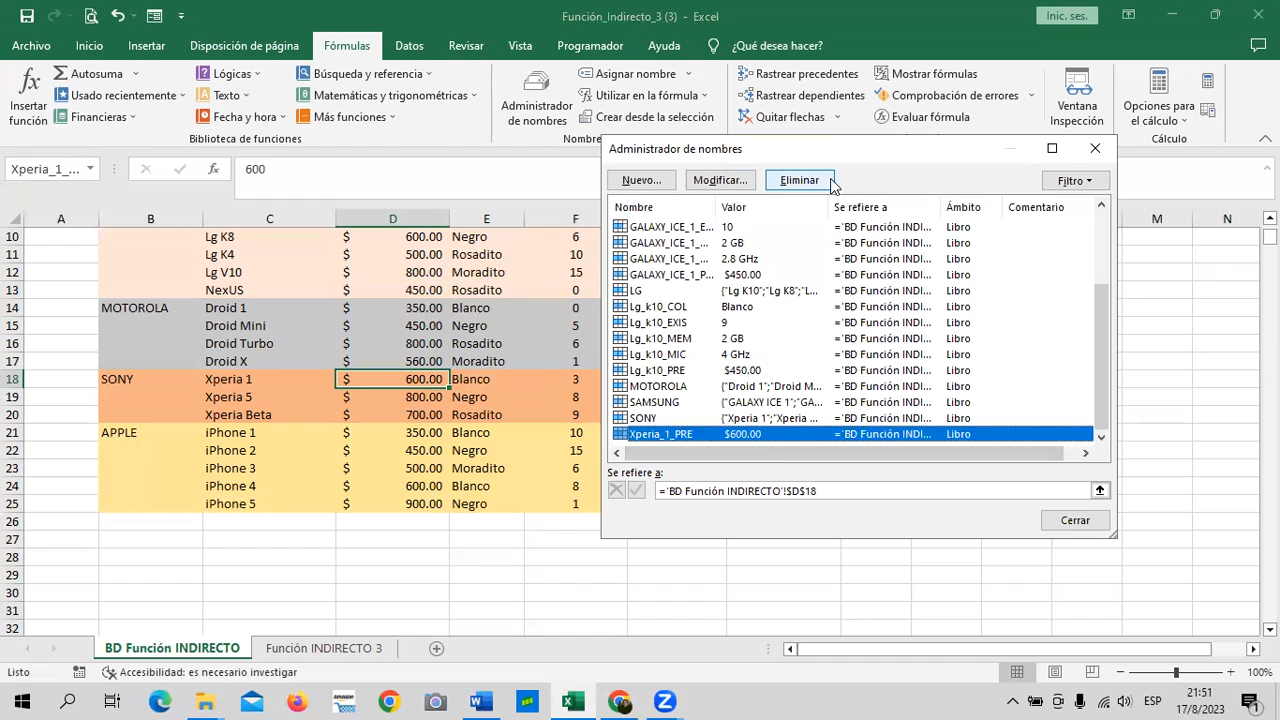 Función_Indirecto_3 (3) - Excel
Inic. ses.
Archivo Inicio Insertar Disposición de página Fórmulas Datos Revisar Vista Programador Ayuda ¿Qué desea hacer?
Insertar función
Autosuma
Usado recientemente
Financieras
Lógicas
Texto
Fecha y hora
Búsqueda y referencia
Matemáticas y trigonométricas
Más funciones
Biblioteca de funciones
Administrador de nombres
Asignar nombre
Utilizar en la fórmula
Crear desde la selección
Rastrear precedentes
Rastrear dependientes
Quitar flechas
Mostrar fórmulas
Comprobación de errores
Evaluar fórmula
Ventana Inspección
Opciones para el cálculo
Cálculo
Xperia_1_... fx 600
A B C D E F M N
10 Lg K8 $ 600.00 Negro 6
11 Lg K4 $ 500.00 Rosadito 10
12 Lg V10 $ 800.00 Moradito 15
13 NexUS $ 450.00 Rosadito 0
14 MOTOROLA Droid 1 $ 350.00 Blanco 0
15 Droid Mini $ 450.00 Negro 5
16 Droid Turbo $ 800.00 Rosadito 6
17 Droid X $ 560.00 Moradito 1
18 SONY Xperia 1 $ 600.00 Blanco 3
19 Xperia 5 $ 800.00 Negro 8
20 Xperia Beta $ 700.00 Rosadito 9
21 APPLE iPhone 1 $ 350.00 Blanco 10
22 iPhone 2 $ 450.00 Negro 15
23 iPhone 3 $ 500.00 Moradito 6
24 iPhone 4 $ 600.00 Blanco 8
25 iPhone 5 $ 900.00 Negro 1
26
27
28
29
30
31
32
Administrador de nombres
Nuevo... Modificar... Eliminar Filtro
Nombre Valor Se refiere a Ámbito Comentario
GALAXY_ICE_1_E... 10 ='BD Función INDI... Libro
GALAXY_ICE_1_... 2 GB ='BD Función INDI... Libro
GALAXY_ICE_1_... 2.8 GHz ='BD Función INDI... Libro
GALAXY_ICE_1_P... $450.00 ='BD Función INDI... Libro
LG {"Lg K10";"Lg K8";"L... ='BD Función INDI... Libro
Lg_k10_COL Blanco ='BD Función INDI... Libro
Lg_k10_EXIS 9 ='BD Función INDI... Libro
Lg_k10_MEM 2 GB ='BD Función INDI... Libro
Lg_k10_MIC 4 GHz ='BD Función INDI... Libro
Lg_k10_PRE $450.00 ='BD Función INDI... Libro
MOTOROLA {"Droid 1";"Droid M... ='BD Función INDI... Libro
SAMSUNG {"GALAXY ICE 1";"GA... ='BD Función INDI... Libro
SONY {"Xperia 1";"Xperia ... ='BD Función INDI... Libro
Xperia_1_PRE $600.00 ='BD Función INDI... Libro
Se refiere a:
='BD Función INDIRECTO'!$D$18
Cerrar
BD Función INDIRECTO Función INDIRECTO 3
Listo Accesibilidad: es necesario investigar 100%
amazon ESP 21:51
17/8/2023 1